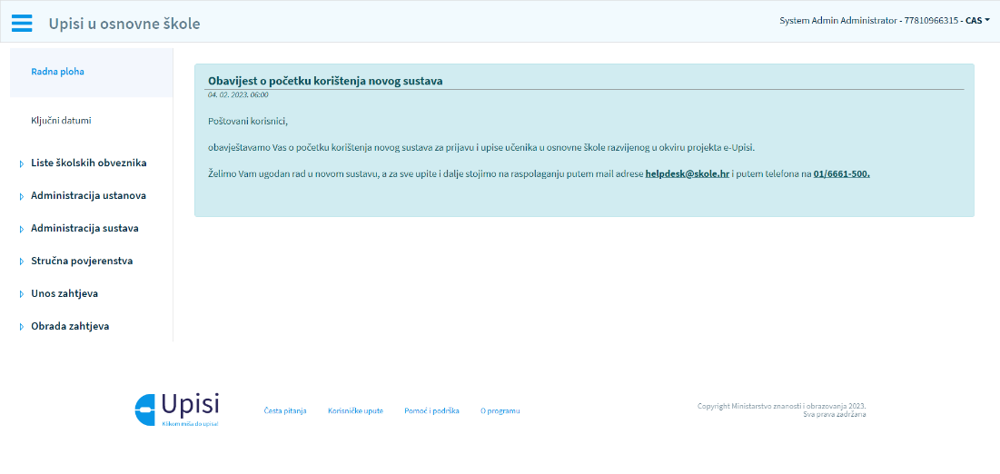 Upisi u osnovne škole
System Admin Administrator - 77810966315 - CAS
Radna ploha
Ključni datumi
Liste školskih obveznika
Administracija ustanova
Administracija sustava
Stručna povjerenstva
Unos zahtjeva
Obrada zahtjeva
Obavijest o početku korištenja novog sustava
04. 02. 2023. 06:00
Poštovani korisnici,
obavještavamo Vas o početku korištenja novog sustava za prijavu i upise učenika u osnovne škole razvijenog u okviru projekta e-Upisi.
Želimo Vam ugodan rad u novom sustavu, a za sve upite i dalje stojimo na raspolaganju putem mail adrese helpdesk@skole.hr i putem telefona na 01/6661-500.
Upisi
Klikom miša do upisa!
Česta pitanja
Korisničke upute
Pomoć i podrška
O programu
Copyright Ministarstvo znanosti i obrazovanja 2023.
Sva prava zadržana